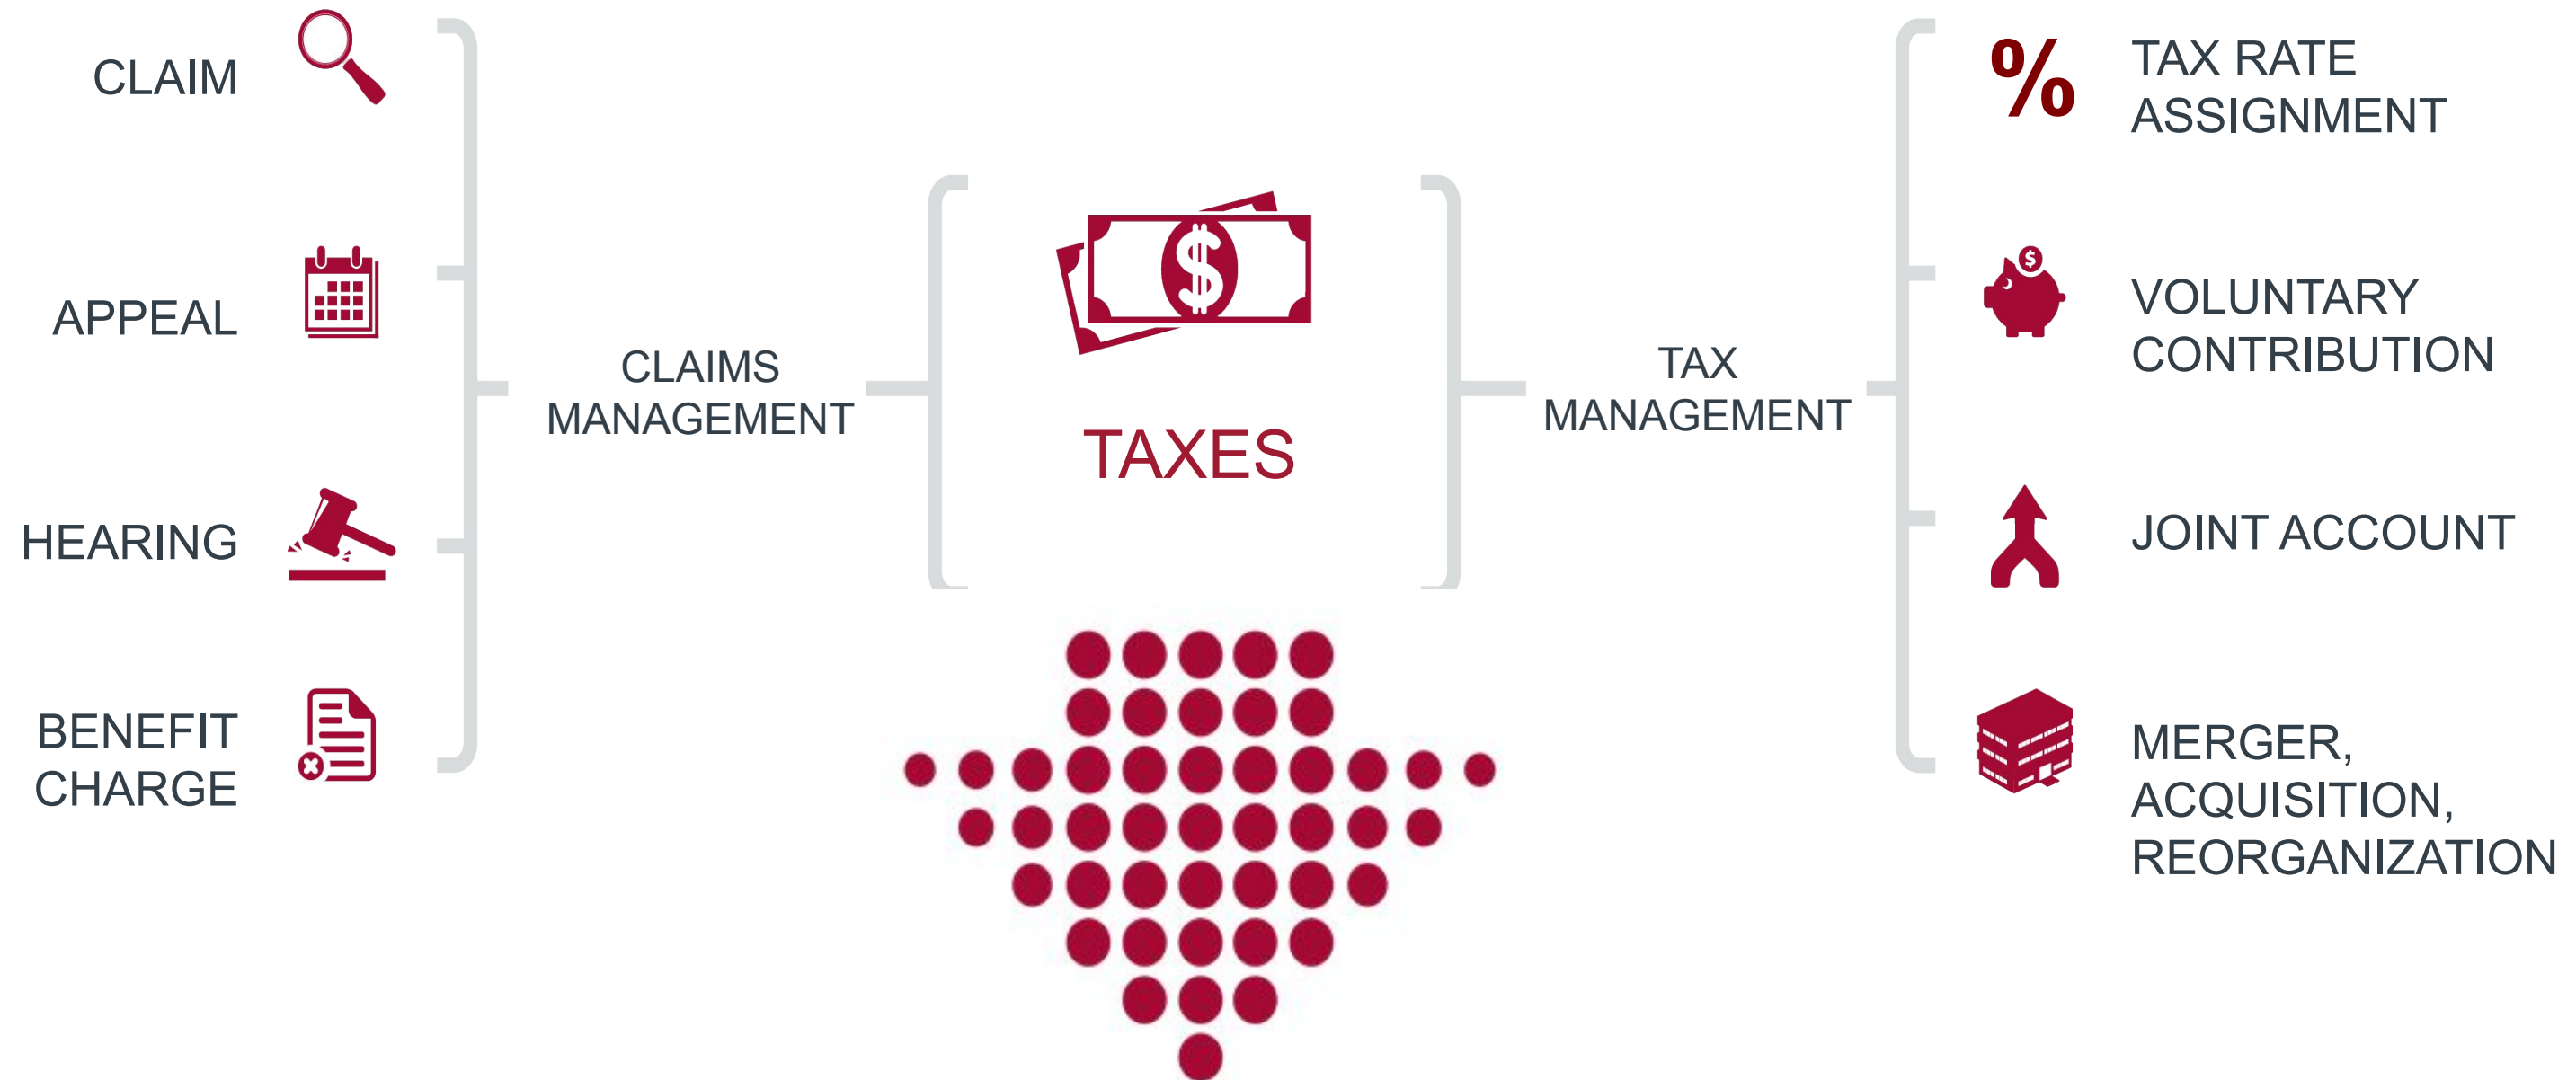 CLAIM
APPEAL
HEARING
BENEFIT
CHARGE
CLAIMS
MANAGEMENT
$
TAXES
TAX
MANAGEMENT
%
TAX RATE
ASSIGNMENT
$
VOLUNTARY
CONTRIBUTION
JOINT ACCOUNT
MERGER,
ACQUISITION,
REORGANIZATION